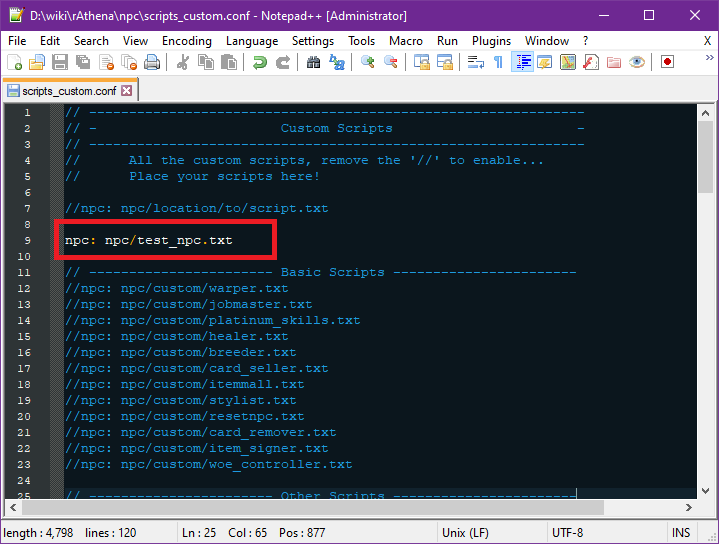 D:\wiki\rAthena\npc\scripts_custom.conf - Notepad++ [Administrator]
File Edit Search View Encoding Language Settings Tools Macro Run Plugins Window ? X
scripts_custom.conf
1 // --------------------------------------------------------------
2 // - Custom Scripts -
3 // --------------------------------------------------------------
4 // All the custom scripts, remove the '//' to enable...
5 // Place your scripts here!
6
7 //npc: npc/location/to/script.txt
8
9 npc: npc/test_npc.txt
10
11 // ----------------------- Basic Scripts -----------------------
12 //npc: npc/custom/warper.txt
13 //npc: npc/custom/jobmaster.txt
14 //npc: npc/custom/platinum_skills.txt
15 //npc: npc/custom/healer.txt
16 //npc: npc/custom/breeder.txt
17 //npc: npc/custom/card_seller.txt
18 //npc: npc/custom/itemmall.txt
19 //npc: npc/custom/stylist.txt
20 //npc: npc/custom/resetnpc.txt
21 //npc: npc/custom/card_remover.txt
22 //npc: npc/custom/item_signer.txt
23 //npc: npc/custom/woe_controller.txt
24
25 // ----------------------- Other Scripts -----------------------
length : 4,798 lines : 120 Ln : 25 Col : 65 Pos : 877 Unix (LF) UTF-8 INS